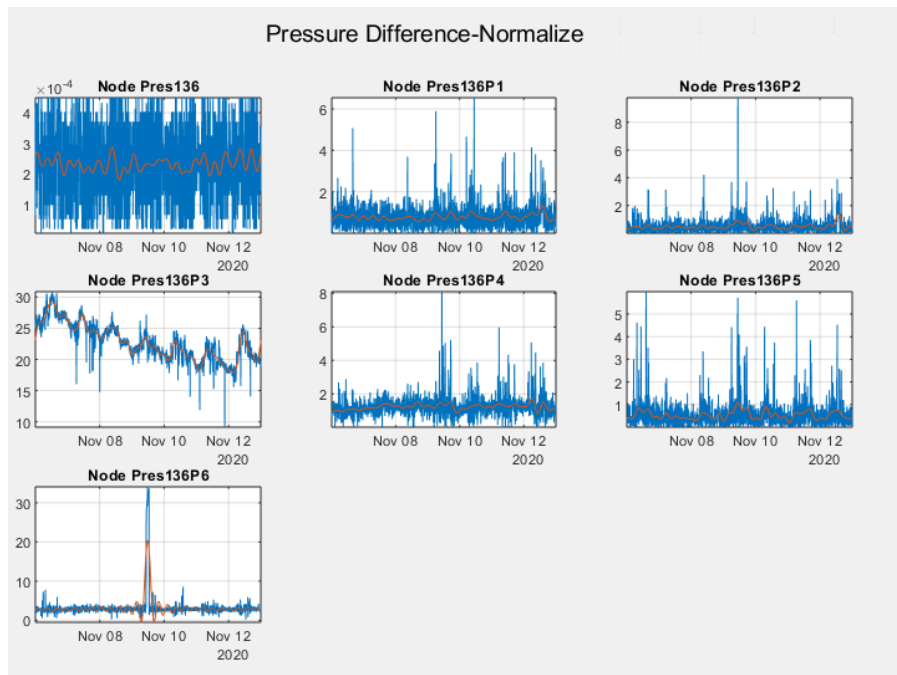 Pressure Difference-Normalize
Node Pres136
×10⁻⁴
4
3
2
1
Nov 08 Nov 10 Nov 12
2020
Node Pres136P1
6
4
2
Nov 08 Nov 10 Nov 12
2020
Node Pres136P2
8
6
4
2
Nov 08 Nov 10 Nov 12
2020
Node Pres136P3
30
25
20
15
10
Nov 08 Nov 10 Nov 12
2020
Node Pres136P4
8
6
4
2
Nov 08 Nov 10 Nov 12
2020
Node Pres136P5
5
4
3
2
1
Nov 08 Nov 10 Nov 12
2020
Node Pres136P6
30
20
10
0
Nov 08 Nov 10 Nov 12
2020